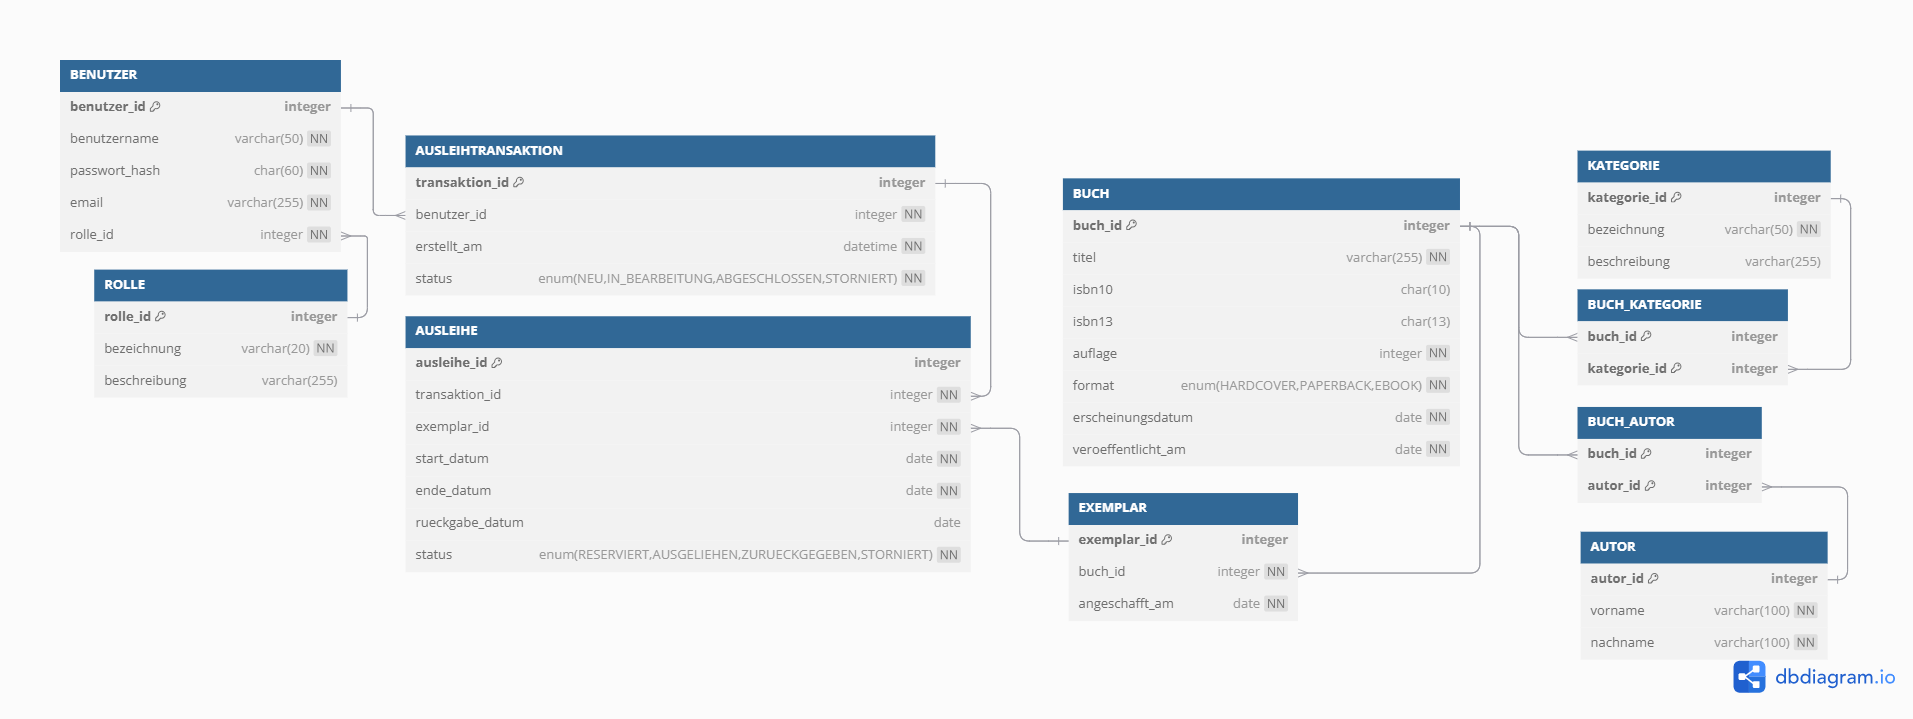 BENUTZER
benutzer_id integer
benutzername varchar(50) NN
passwort_hash char(60) NN
email varchar(255) NN
rolle_id integer NN
ROLLE
rolle_id integer
bezeichnung varchar(20) NN
beschreibung varchar(255)
AUSLEIHTRANSAKTION
transaktion_id integer
benutzer_id integer NN
erstellt_am datetime NN
status enum(NEU,IN_BEARBEITUNG,ABGESCHLOSSEN,STORNIERT) NN
AUSLEIHE
ausleihe_id integer
transaktion_id integer NN
exemplar_id integer NN
start_datum date NN
ende_datum date NN
rueckgabe_datum date
status enum(RESERVIERT,AUSGELIEHEN,ZURUECKGEGEBEN,STORNIERT) NN
BUCH
buch_id integer
titel varchar(255) NN
isbn10 char(10)
isbn13 char(13)
auflage integer NN
format enum(HARDCOVER,PAPERBACK,EBOOK) NN
erscheinungsdatum date NN
veroeffentlicht_am date NN
EXEMPLAR
exemplar_id integer
buch_id integer NN
angeschafft_am date NN
KATEGORIE
kategorie_id integer
bezeichnung varchar(50) NN
beschreibung varchar(255)
BUCH_KATEGORIE
buch_id integer
kategorie_id integer
BUCH_AUTOR
buch_id integer
autor_id integer
AUTOR
autor_id integer
vorname varchar(100) NN
nachname varchar(100) NN
dbdiagram.io